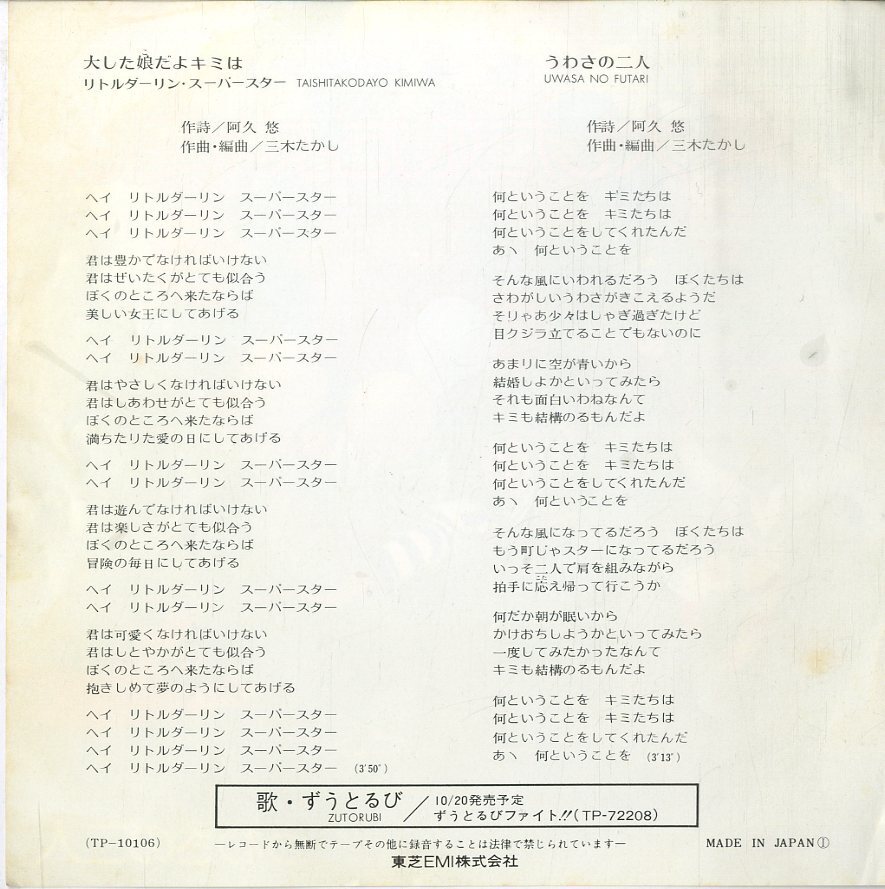 大した娘だよキミは
リトルダーリン・スーパースター TAISHITAKODAYO KIMIWA
作詩／阿久 悠
作曲・編曲／三木たかし
ヘイ リトルダーリン スーパースター
ヘイ リトルダーリン スーパースター
ヘイ リトルダーリン スーパースター
君は豊かでなければいけない
君はぜいたくがとても似合う
ぼくのところへ来たならば
美しい女王にしてあげる
ヘイ リトルダーリン スーパースター
ヘイ リトルダーリン スーパースター
君はやさしくなければいけない
君はしあわせがとても似合う
ぼくのところへ来たならば
満ちたりた愛の日にしてあげる
ヘイ リトルダーリン スーパースター
ヘイ リトルダーリン スーパースター
君は遊んでなければいけない
君は楽しさがとても似合う
ぼくのところへ来たならば
冒険の毎日にしてあげる
ヘイ リトルダーリン スーパースター
ヘイ リトルダーリン スーパースター
君は可愛くなければいけない
君はしとやかがとても似合う
ぼくのところへ来たならば
抱きしめて夢のようにしてあげる
ヘイ リトルダーリン スーパースター
ヘイ リトルダーリン スーパースター
ヘイ リトルダーリン スーパースター
ヘイ リトルダーリン スーパースター (3'50")
うわさの二人
UWASA NO FUTARI
作詩／阿久 悠
作曲・編曲／三木たかし
何ということを キミたちは
何ということを キミたちは
何ということをしてくれたんだ
あゝ 何ということを
そんな風にいわれるだろう ぼくたちは
さわがしいうわさがきこえるようだ
そりゃあ少々はしゃぎ過ぎたけど
目クジラ立てることでもないのに
あまりに空が青いから
結婚しよかといってみたら
それも面白いわねなんて
キミも結構のるもんだよ
何ということを キミたちは
何ということを キミたちは
何ということをしてくれたんだ
あゝ 何ということを
そんな風になってるだろう ぼくたちは
もう町じゃスターになってるだろう
いっそ二人で肩を組みながら
拍手に応え帰って行こうか
何だか朝が眠いから
かけおちしようかといってみたら
一度してみたかったなんて
キミも結構のるもんだよ
何ということを キミたちは
何ということを キミたちは
何ということをしてくれたんだ
あゝ 何ということを (3'13")
歌・ずうとるび／10/20発売予定
ZUTORUBI ずうとるびファイト!!(TP-72208)
(TP-10106) —レコードから無断でテープその他に録音することは法律で禁じられています— MADE IN JAPAN①
東芝EMI株式会社